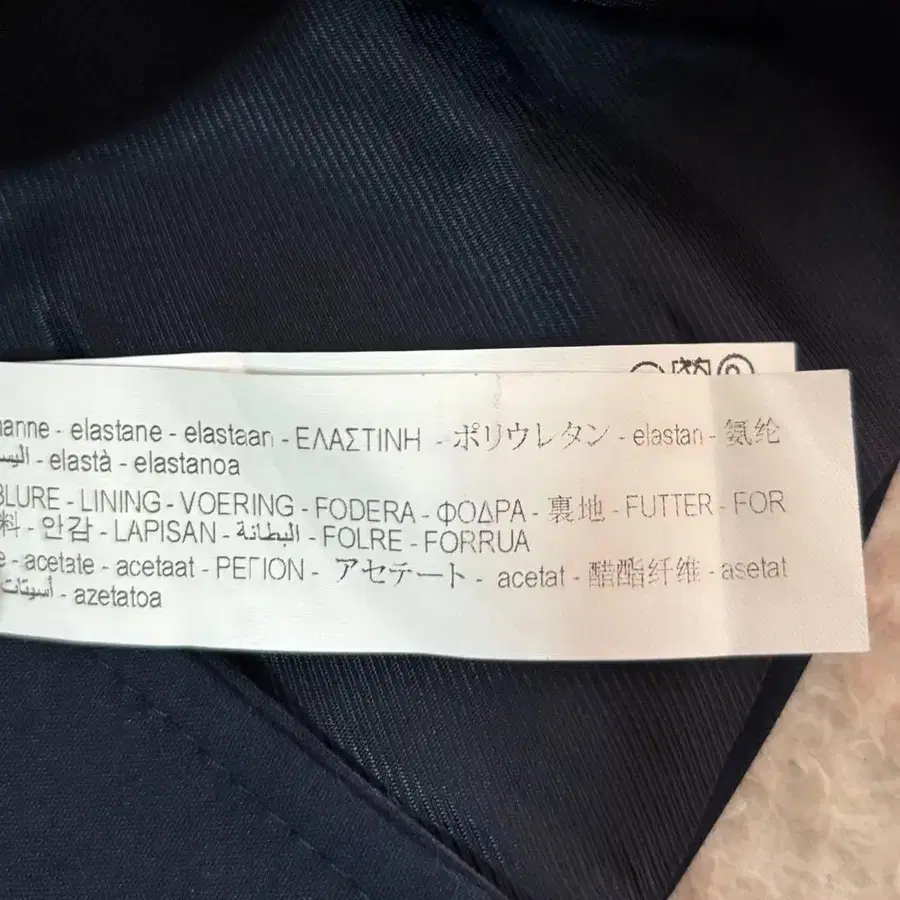 anne - elastane - elastaan - ΕΛΑΣΤΙΝΗ - ポリウレタン - elastan - 氨纶
- elastà - elastanoa
BLURE - LINING - VOERING - FODERA - ΦΟΔΡΑ - 裏地 - FUTTER - FOR
料 - 안감 - LAPISAN - البطانة - FOLRE - FORRUA
e - acetate - acetaat - ΡΕΓΙΟΝ - アセテート - acetat - 醋酯纤维 - asetat
أسيتات - azetatoa